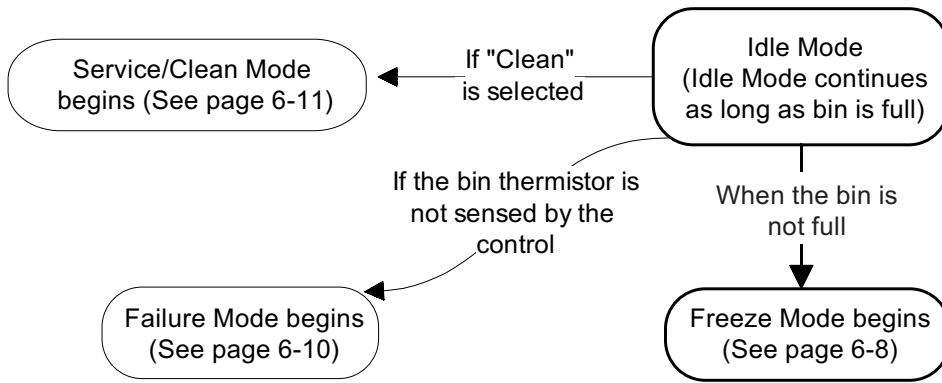 Service/Clean Mode
begins (See page 6-11)
If "Clean"
is selected
Idle Mode
(Idle Mode continues
as long as bin is full)
If the bin thermistor is
not sensed by the
control
When the bin is
not full
Failure Mode begins
(See page 6-10)
Freeze Mode begins
(See page 6-8)